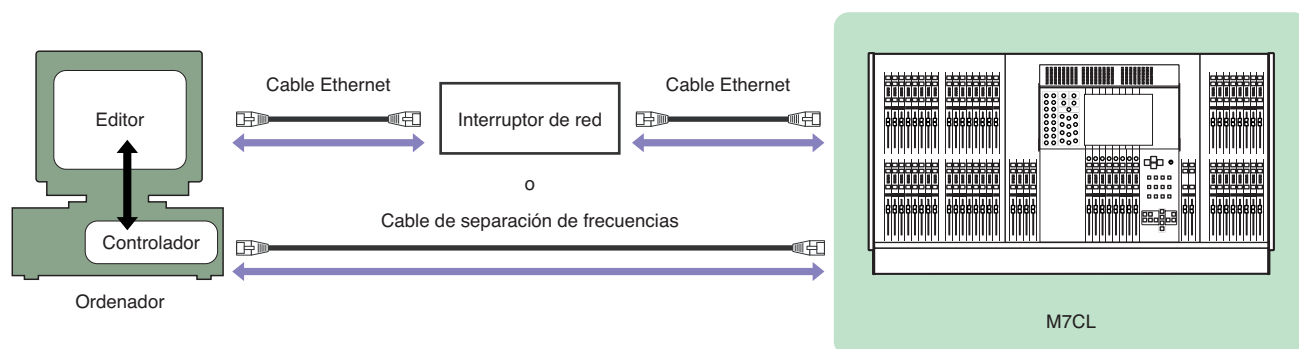 Cable Ethernet
Cable Ethernet
Editor
Interruptor de red
o
Cable de separación de frecuencias
Controlador
Ordenador
M7CL